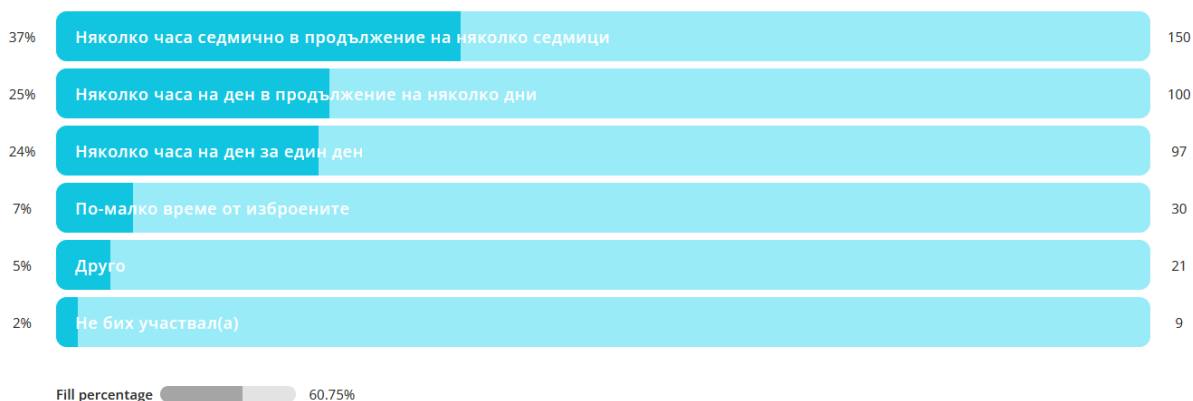 37% Няколко часа седмично в продължение на няколко седмици 150
25% Няколко часа на ден в продължение на няколко дни 100
24% Няколко часа на ден за един ден 97
7% По-малко време от изброените 30
5% Друго 21
2% Не бих участвал(а) 9
Fill percentage 60.75%